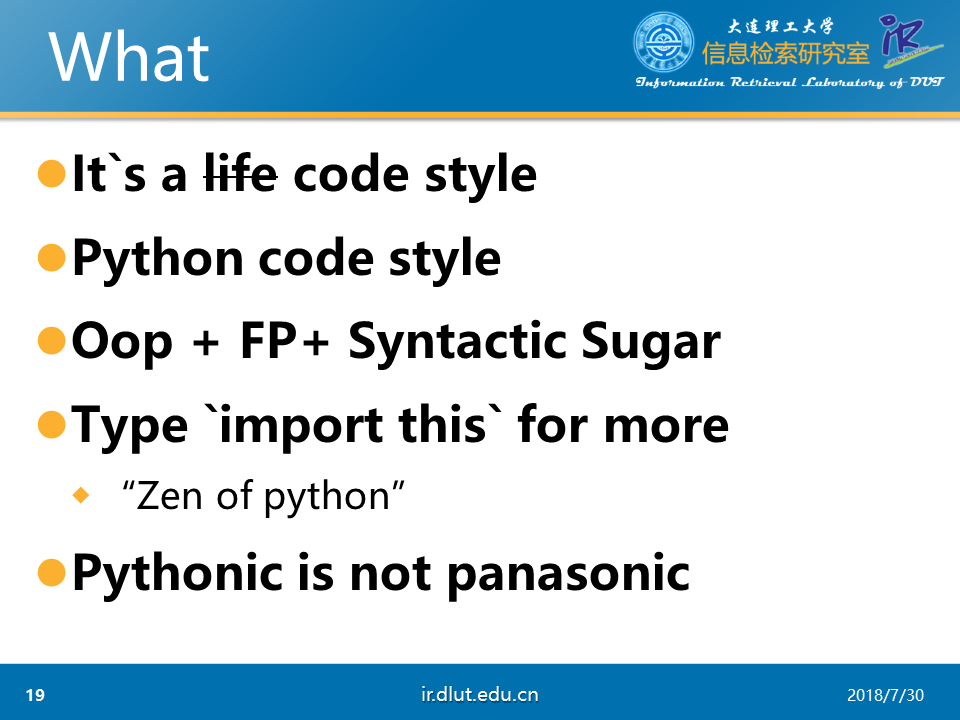 What
大连理工大学
信息检索研究室
IR
Information Retrieval Laboratory of DUT
It`s a life code style
Python code style
Oop + FP+ Syntactic Sugar
Type `import this` for more
“Zen of python”
Pythonic is not panasonic
19
ir.dlut.edu.cn
2018/7/30